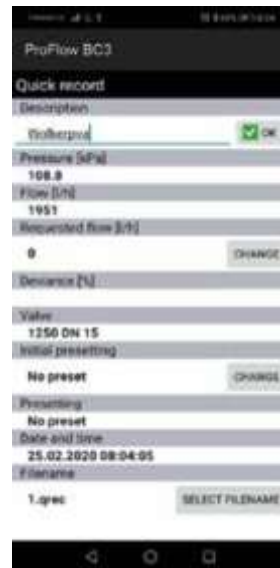 ProFlow BC3
Quick record
Description
OK
Pressure [kPa]
108.8
Flow [l/h]
1951
Requested flow [l/h]
0
CHANGE
Deviance [%]
Valve
1250 DN 15
Initial presetting
No preset
CHANGE
Presetting
No preset
Date and time
25.02.2020 08:04:05
Filename
1.qrec
SELECT FILENAME